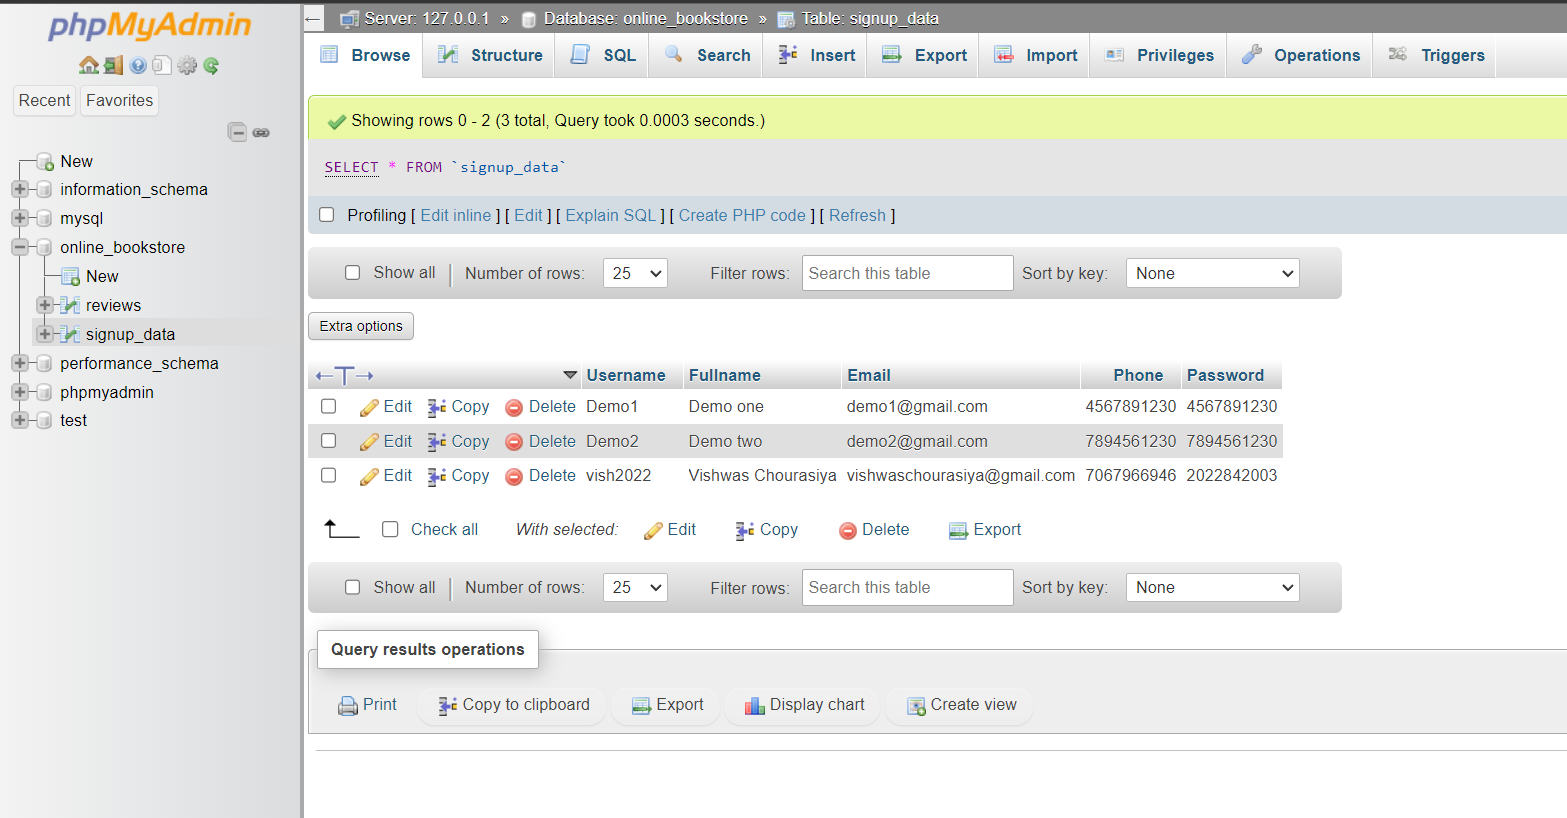 phpMyAdmin
Recent Favorites
New
information_schema
mysql
online_bookstore
New
reviews
signup_data
performance_schema
phpmyadmin
test
Server: 127.0.0.1 » Database: online_bookstore » Table: signup_data
Browse Structure SQL Search Insert Export Import Privileges Operations Triggers
Showing rows 0 - 2 (3 total, Query took 0.0003 seconds.)
SELECT * FROM `signup_data`
Profiling [ Edit inline ] [ Edit ] [ Explain SQL ] [ Create PHP code ] [ Refresh ]
Show all Number of rows: 25 Filter rows: Search this table Sort by key: None
Extra options
Username Fullname Email Phone Password
Edit Copy Delete Demo1 Demo one demo1@gmail.com 4567891230 4567891230
Edit Copy Delete Demo2 Demo two demo2@gmail.com 7894561230 7894561230
Edit Copy Delete vish2022 Vishwas Chourasiya vishwaschourasiya@gmail.com 7067966946 2022842003
Check all With selected: Edit Copy Delete Export
Show all Number of rows: 25 Filter rows: Search this table Sort by key: None
Query results operations
Print Copy to clipboard Export Display chart Create view